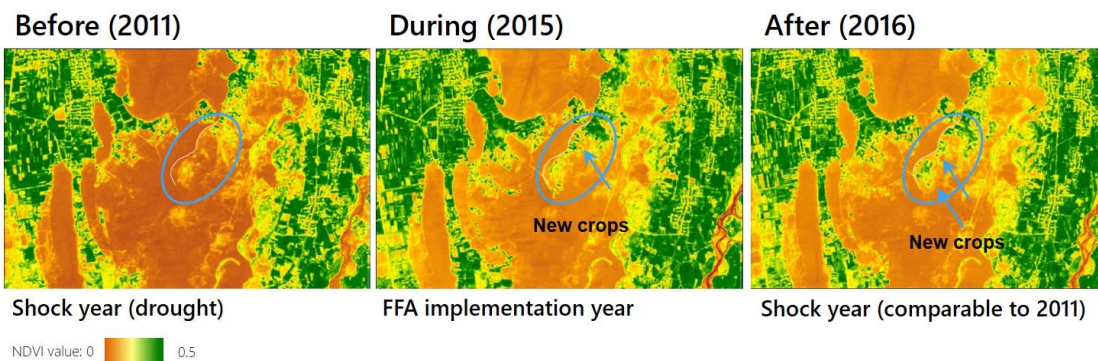 Before (2011)
During (2015)
After (2016)
New crops
New crops
Shock year (drought)
FFA implementation year
Shock year (comparable to 2011)
NDVI value: 0
0.5